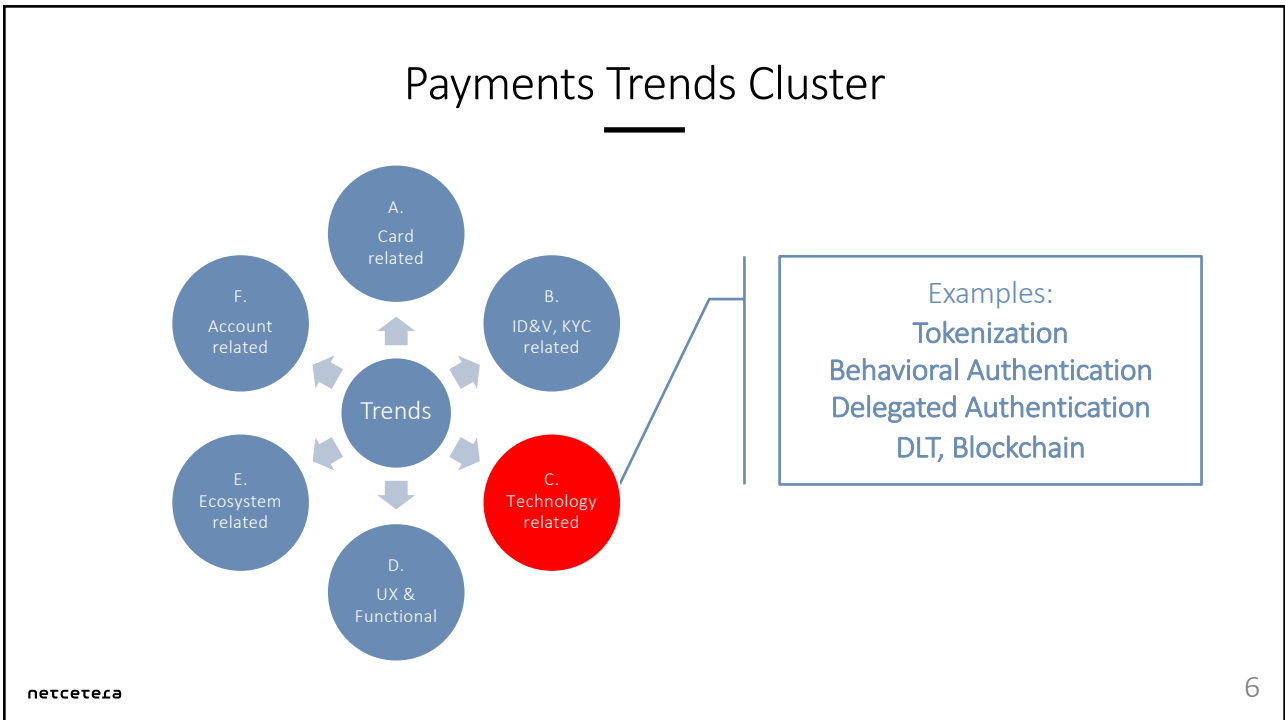 Payments Trends Cluster
A.
Card
related
B.
ID&V, KYC
related
C.
Technology
related
D.
UX &
Functional
E.
Ecosystem
related
F.
Account
related
Trends
Examples:
Tokenization
Behavioral Authentication
Delegated Authentication
DLT, Blockchain
netcetera
6